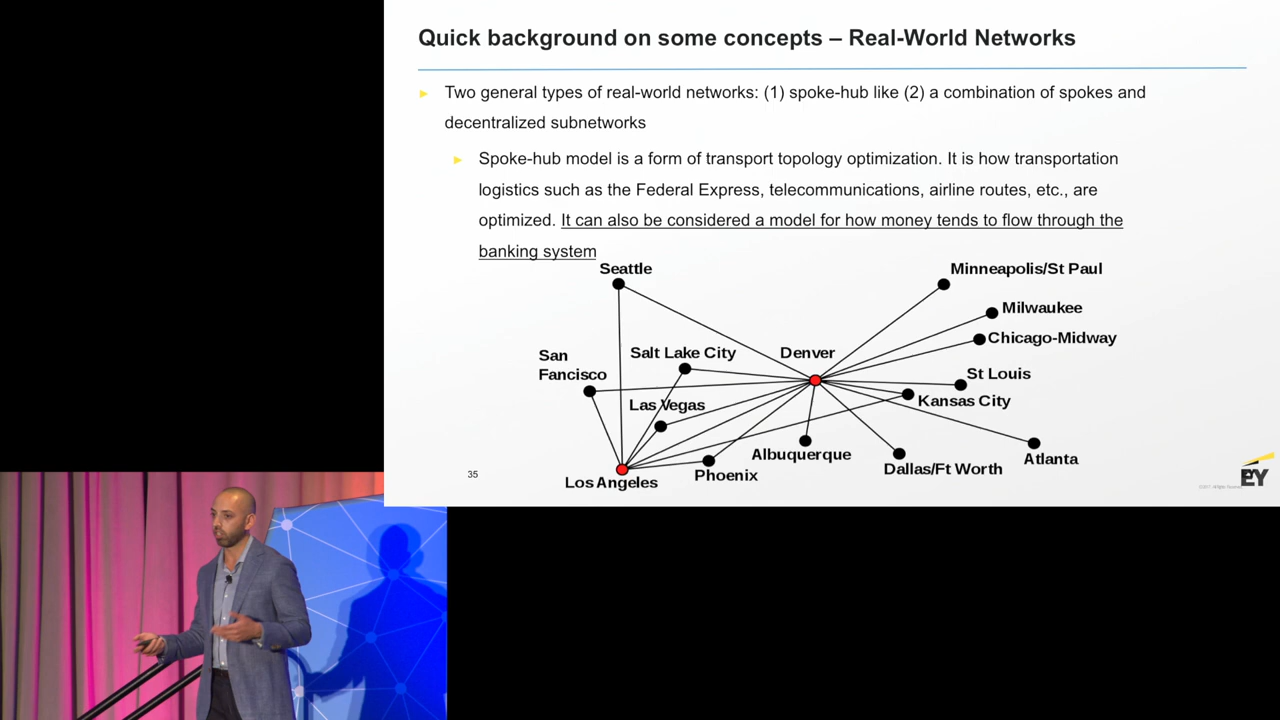 Quick background on some concepts – Real-World Networks
Two general types of real-world networks: (1) spoke-hub like (2) a combination of spokes and
decentralized subnetworks
Spoke-hub model is a form of transport topology optimization. It is how transportation
logistics such as the Federal Express, telecommunications, airline routes, etc., are
optimized. It can also be considered a model for how money tends to flow through the
banking system
Seattle
Minneapolis/St Paul
Milwaukee
Chicago-Midway
Salt Lake City
Denver
San
Fancisco
St Louis
Las Vegas
Kansas City
Albuquerque
Atlanta
Dallas/Ft Worth
Phoenix
Los Angeles
35
EY